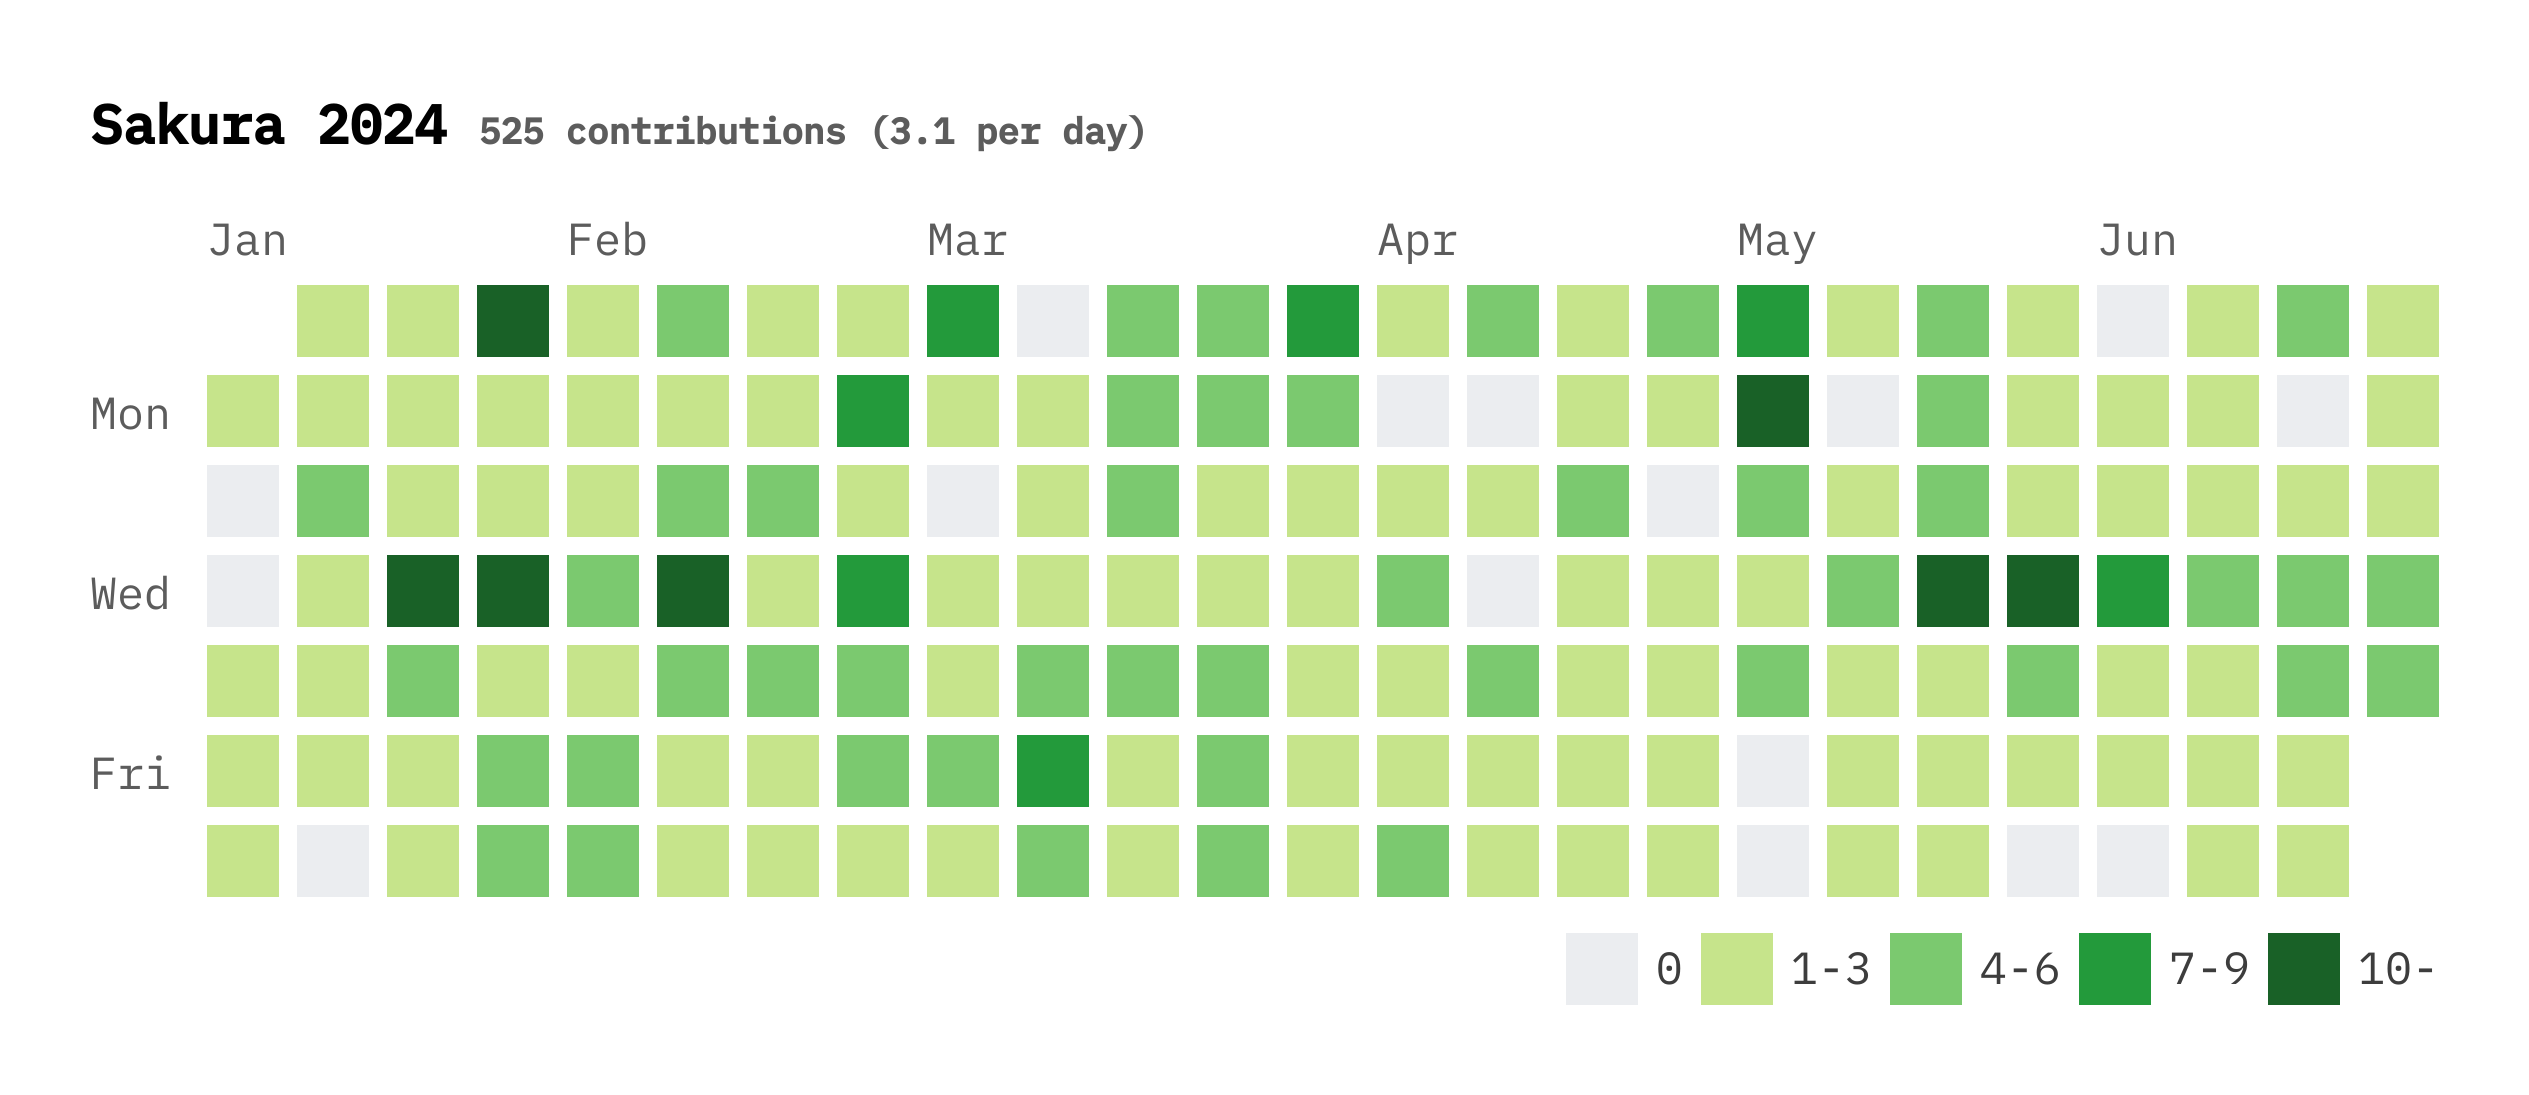 Sakura 2024 525 contributions (3.1 per day)
Jan Feb Mar Apr May Jun
Mon
Wed
Fri
0 1-3 4-6 7-9 10-